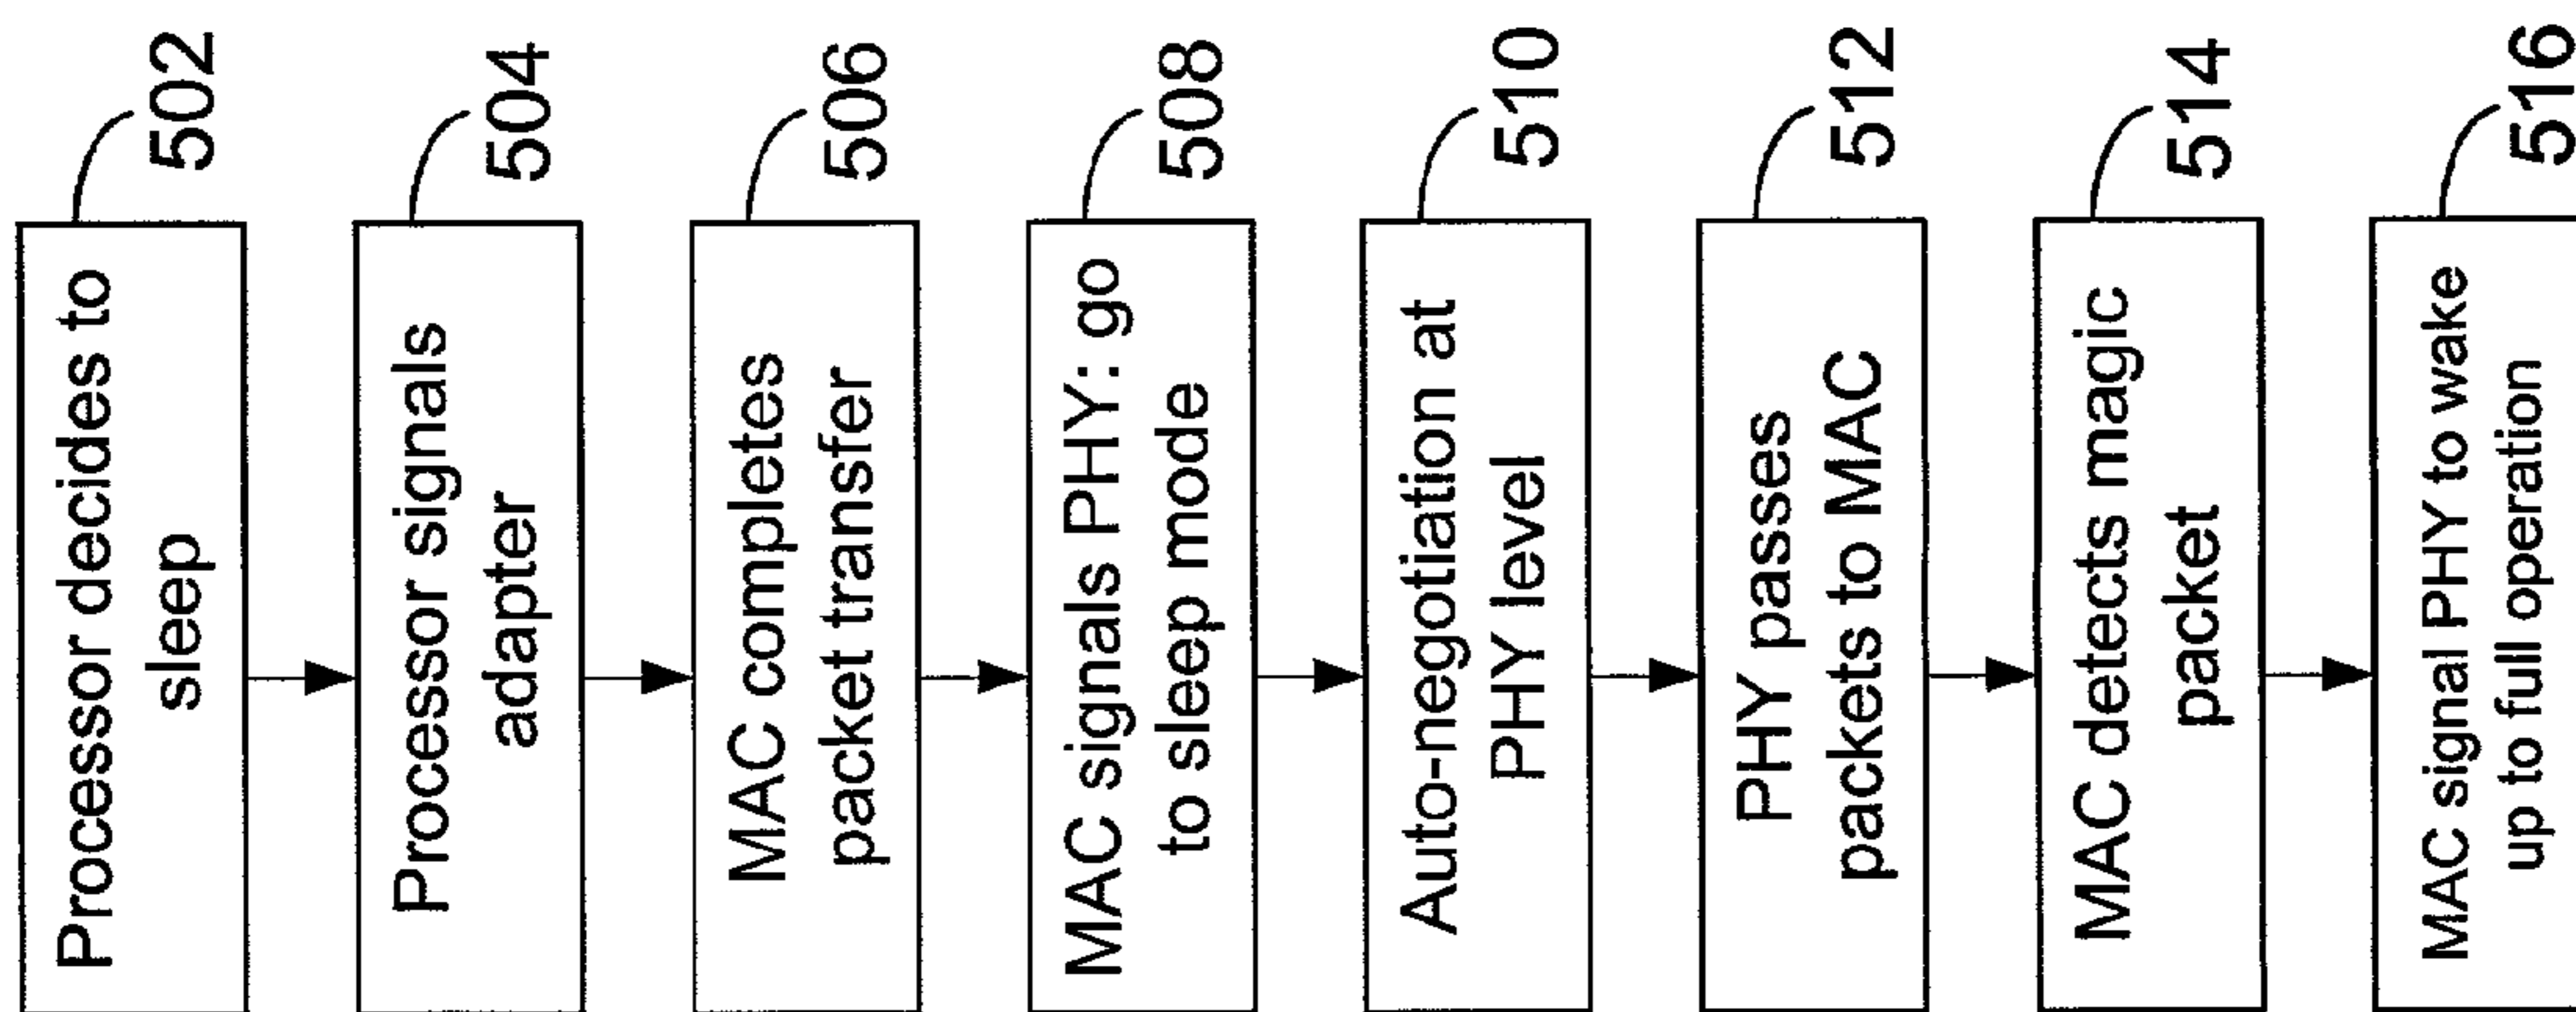 Processor decides to
sleep
502
Processor signals
adapter
504
MAC completes
packet transfer
506
MAC signals PHY: go
to sleep mode
508
Auto-negotiation at
PHY level
510
PHY passes
packets to MAC
512
MAC detects magic
packet
514
MAC signal PHY to wake
up to full operation
516